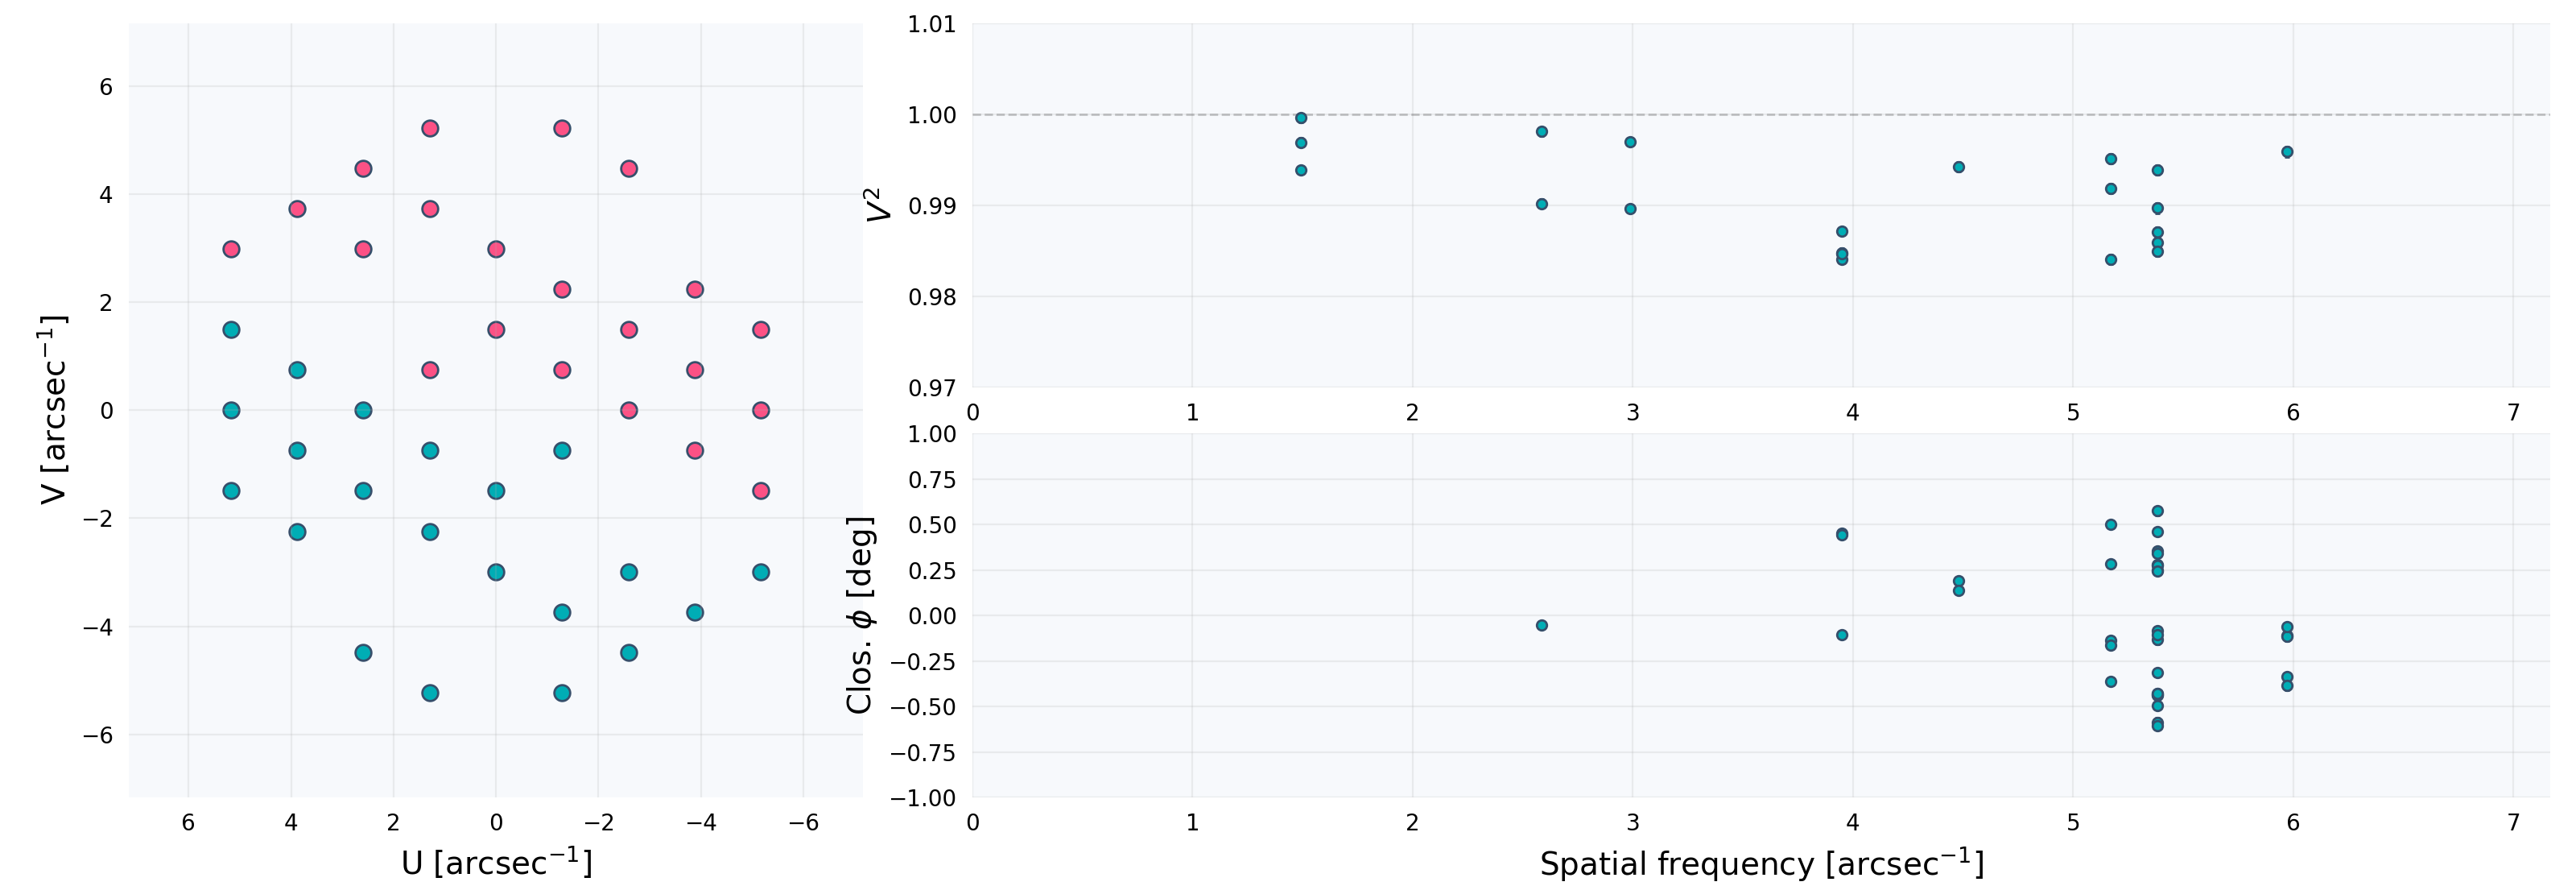 6
4
2
0
−2
−4
−6
V [arcsec⁻¹]
6 4 2 0 −2 −4 −6
U [arcsec⁻¹]
1.01
1.00
0.99
0.98
0.97
V²
0 1 2 3 4 5 6 7
1.00
0.75
0.50
0.25
0.00
−0.25
−0.50
−0.75
−1.00
Clos. ϕ [deg]
0 1 2 3 4 5 6 7
Spatial frequency [arcsec⁻¹]